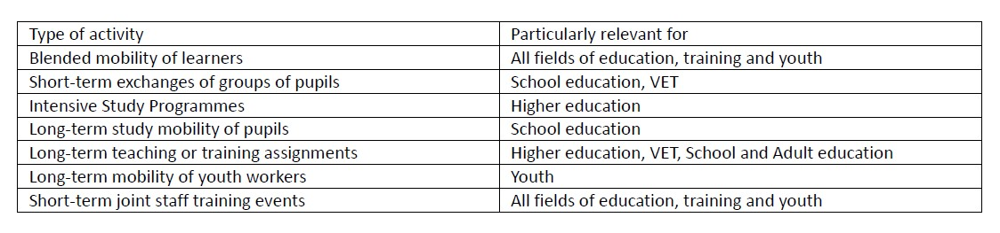 Type of activity Particularly relevant for
Blended mobility of learners All fields of education, training and youth
Short-term exchanges of groups of pupils School education, VET
Intensive Study Programmes Higher education
Long-term study mobility of pupils School education
Long-term teaching or training assignments Higher education, VET, School and Adult education
Long-term mobility of youth workers Youth
Short-term joint staff training events All fields of education, training and youth